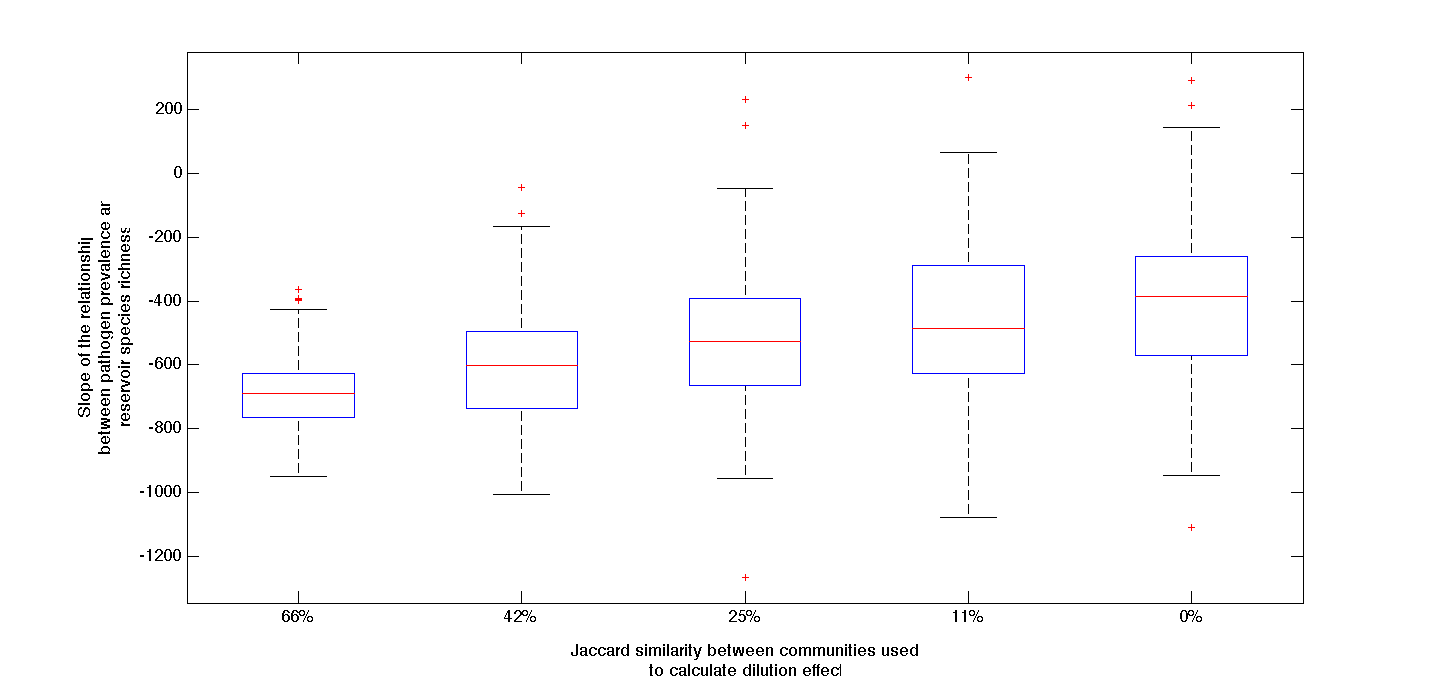 200
0
-200
-400
-600
-800
-1000
-1200
Slope of the relationship
between pathogen prevalence ar
reservoir species richness
66%
42%
25%
11%
0%
Jaccard similarity between communities used
to calculate dilution effect